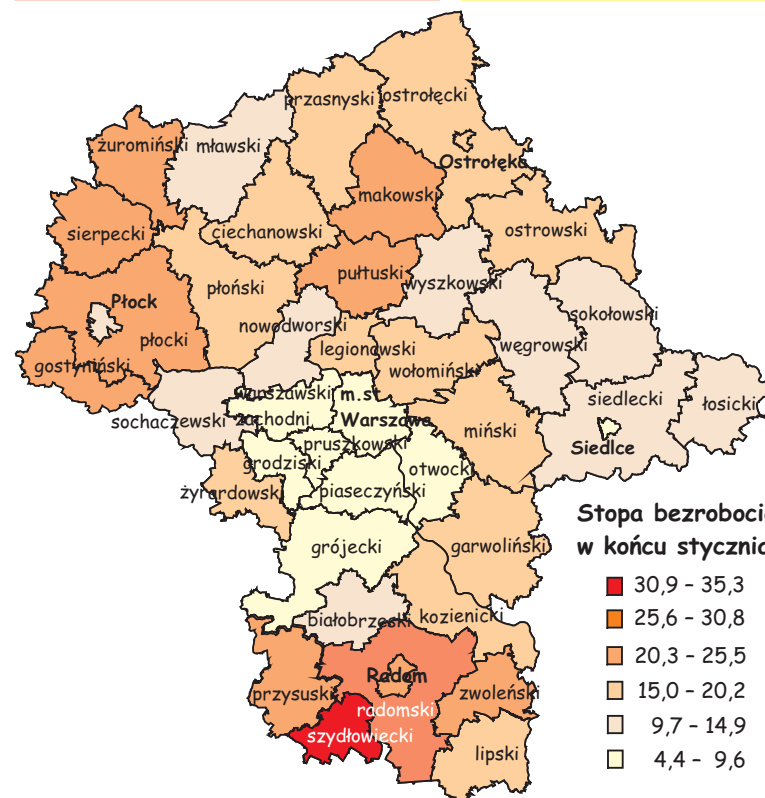 przasnyski
ostrołęcki
żuromiński
mławski
Ostrołęka
makowski
sierpecki
ciechanowski
ostrowski
pułtuski
wyszkowski
płoński
Płock
sokołowski
nowodworski
płocki
legionowski
węgrowski
gostyniński
wołomiński
warszawski
zachodni
m.st
Warszawa
siedlecki
łosicki
sochaczewski
miński
pruszkowski
Siedlce
grodziski
otwocki
żyrardowski
piaseczyński
grójecki
garwoliński
białobrzeski
kozienicki
Radom
przysuski
zwoleński
radomski
szydłowiecki
lipski
Stopa bezroboci
w końcu styczni
30,9 – 35,3
25,6 – 30,8
20,3 – 25,5
15,0 – 20,2
9,7 – 14,9
4,4 – 9,6